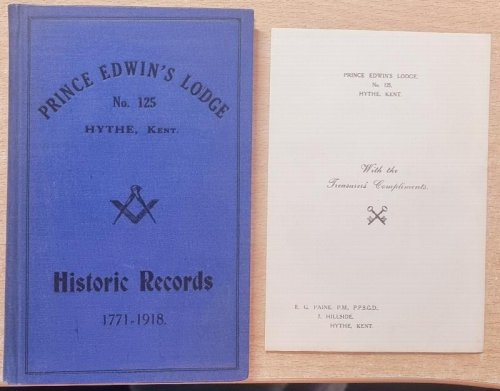 PRINCE EDWIN'S LODGE
No. 125
HYTHE, KENT.
Historic Records
1771-1918.
PRINCE EDWIN'S LODGE.
No. 125,
HYTHE, KENT.
With the
Treasurers' Compliments.
E. G. PAINE, P.M., P.P.S.G.D.,
7, HILLSIDE,
HYTHE, KENT.